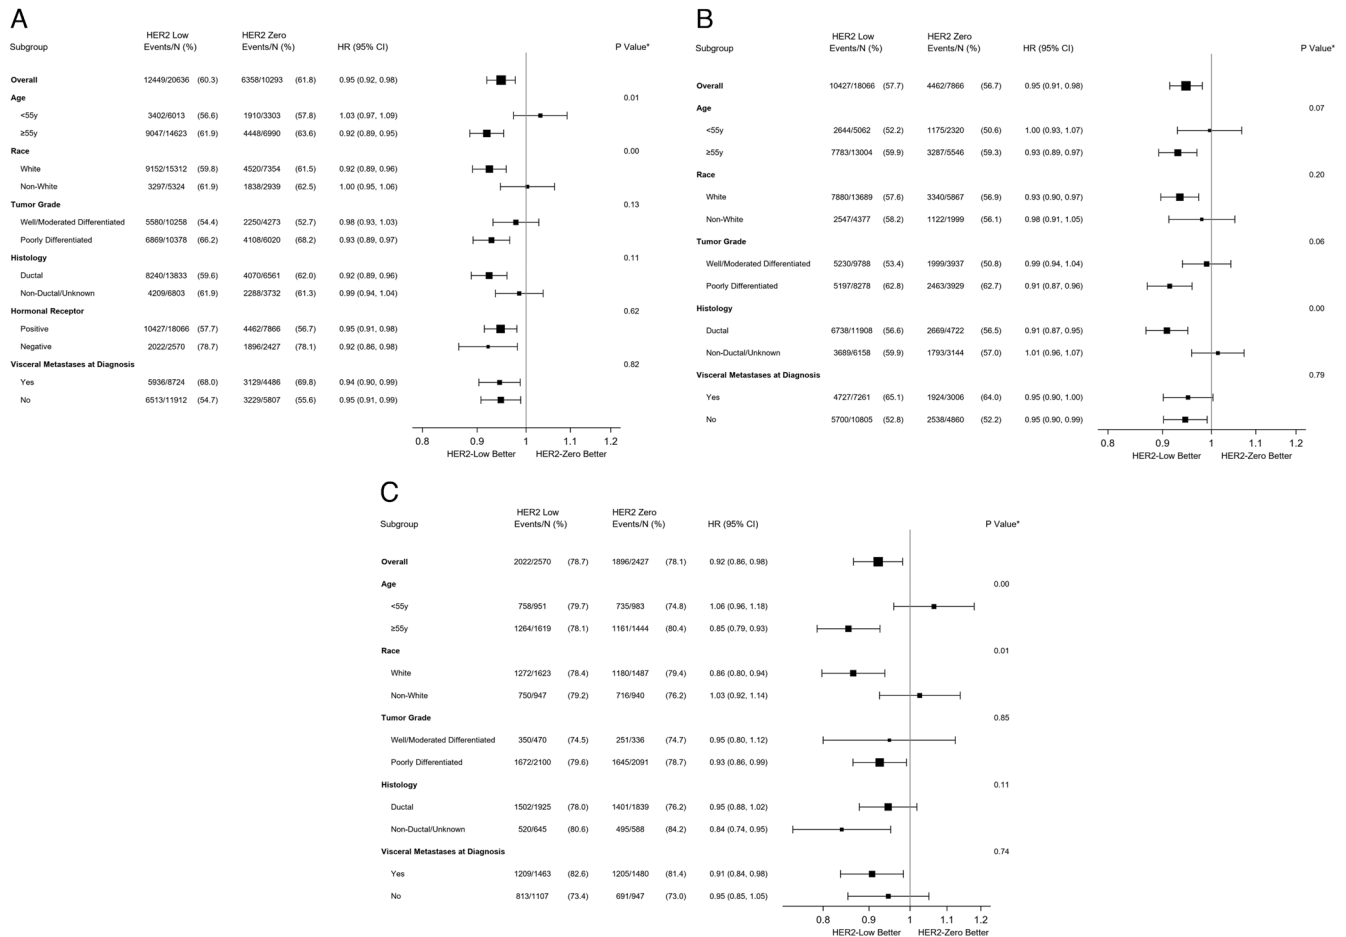 A
HER2 Low HER2 Zero
Subgroup Events/N (%) Events/N (%) HR (95% CI) P Value*
Overall 12449/20636 (60.3) 6358/10293 (61.8) 0.95 (0.92, 0.98)
Age 0.01
<55y 3402/6013 (56.6) 1910/3303 (57.8) 1.03 (0.97, 1.09)
≥55y 9047/14623 (61.9) 4448/6990 (63.6) 0.92 (0.89, 0.95)
Race 0.00
White 9152/15312 (59.8) 4520/7354 (61.5) 0.92 (0.89, 0.96)
Non-White 3297/5324 (61.9) 1838/2939 (62.5) 1.00 (0.95, 1.06)
Tumor Grade 0.13
Well/Moderated Differentiated 5580/10258 (54.4) 2250/4273 (52.7) 0.98 (0.93, 1.03)
Poorly Differentiated 6869/10378 (66.2) 4108/6020 (68.2) 0.93 (0.89, 0.97)
Histology 0.11
Ductal 8240/13833 (59.6) 4070/6561 (62.0) 0.92 (0.89, 0.96)
Non-Ductal/Unknown 4209/6803 (61.9) 2288/3732 (61.3) 0.99 (0.94, 1.04)
Hormonal Receptor 0.62
Positive 10427/18066 (57.7) 4462/7866 (56.7) 0.95 (0.91, 0.98)
Negative 2022/2570 (78.7) 1896/2427 (78.1) 0.92 (0.86, 0.98)
Visceral Metastases at Diagnosis 0.82
Yes 5936/8724 (68.0) 3129/4486 (69.8) 0.94 (0.90, 0.99)
No 6513/11912 (54.7) 3229/5807 (55.6) 0.95 (0.91, 0.99)
0.8 0.9 1 1.1 1.2
HER2-Low Better HER2-Zero Better
B
HER2 Low HER2 Zero
Subgroup Events/N (%) Events/N (%) HR (95% CI) P Value*
Overall 10427/18066 (57.7) 4462/7866 (56.7) 0.95 (0.91, 0.98)
Age 0.07
<55y 2644/5062 (52.2) 1175/2320 (50.6) 1.00 (0.93, 1.07)
≥55y 7783/13004 (59.9) 3287/5546 (59.3) 0.93 (0.89, 0.97)
Race 0.20
White 7880/13689 (57.6) 3340/5867 (56.9) 0.93 (0.90, 0.97)
Non-White 2547/4377 (58.2) 1122/1999 (56.1) 0.98 (0.91, 1.05)
Tumor Grade 0.06
Well/Moderated Differentiated 5230/9788 (53.4) 1999/3937 (50.8) 0.99 (0.94, 1.04)
Poorly Differentiated 5197/8278 (62.8) 2463/3929 (62.7) 0.91 (0.87, 0.96)
Histology 0.00
Ductal 6738/11908 (56.6) 2669/4722 (56.5) 0.91 (0.87, 0.95)
Non-Ductal/Unknown 3689/6158 (59.9) 1793/3144 (57.0) 1.01 (0.96, 1.07)
Visceral Metastases at Diagnosis 0.79
Yes 4727/7261 (65.1) 1924/3006 (64.0) 0.95 (0.90, 1.00)
No 5700/10805 (52.8) 2538/4860 (52.2) 0.95 (0.90, 0.99)
0.8 0.9 1 1.1 1.2
HER2-Low Better HER2-Zero Better
C
HER2 Low HER2 Zero
Subgroup Events/N (%) Events/N (%) HR (95% CI) P Value*
Overall 2022/2570 (78.7) 1896/2427 (78.1) 0.92 (0.86, 0.98)
Age 0.00
<55y 758/951 (79.7) 735/983 (74.8) 1.06 (0.96, 1.18)
≥55y 1264/1619 (78.1) 1161/1444 (80.4) 0.85 (0.79, 0.93)
Race 0.01
White 1272/1623 (78.4) 1180/1487 (79.4) 0.86 (0.80, 0.94)
Non-White 750/947 (79.2) 716/940 (76.2) 1.03 (0.92, 1.14)
Tumor Grade 0.85
Well/Moderated Differentiated 350/470 (74.5) 251/336 (74.7) 0.95 (0.80, 1.12)
Poorly Differentiated 1672/2100 (79.6) 1645/2091 (78.7) 0.93 (0.86, 0.99)
Histology 0.11
Ductal 1502/1925 (78.0) 1401/1839 (76.2) 0.95 (0.88, 1.02)
Non-Ductal/Unknown 520/645 (80.6) 495/588 (84.2) 0.84 (0.74, 0.95)
Visceral Metastases at Diagnosis 0.74
Yes 1209/1463 (82.6) 1205/1480 (81.4) 0.91 (0.84, 0.98)
No 813/1107 (73.4) 691/947 (73.0) 0.95 (0.85, 1.05)
0.8 0.9 1 1.1 1.2
HER2-Low Better HER2-Zero Better